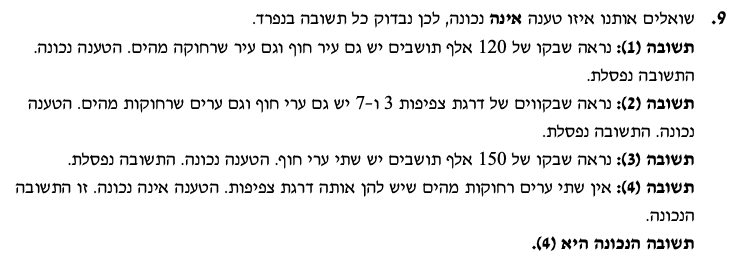 9. שואלים אותנו איזו טענה אינה נכונה, לכן נבדוק כל תשובה בנפרד.
תשובה (1): נראה שבקו של 120 אלף תושבים יש גם עיר חוף וגם עיר שרחוקה מהים. הטענה נכונה.
התשובה נפסלת.
תשובה (2): נראה שבקווים של דרגת צפיפות 3 ו-7 יש גם ערי חוף וגם ערים שרחוקות מהים. הטענה
נכונה. התשובה נפסלת.
תשובה (3): נראה שבקו של 150 אלף תושבים יש שתי ערי חוף. הטענה נכונה. התשובה נפסלת.
תשובה (4): אין שתי ערים רחוקות מהים שיש להן אותה דרגת צפיפות. הטענה אינה נכונה. זו התשובה
הנכונה.
תשובה הנכונה היא (4).